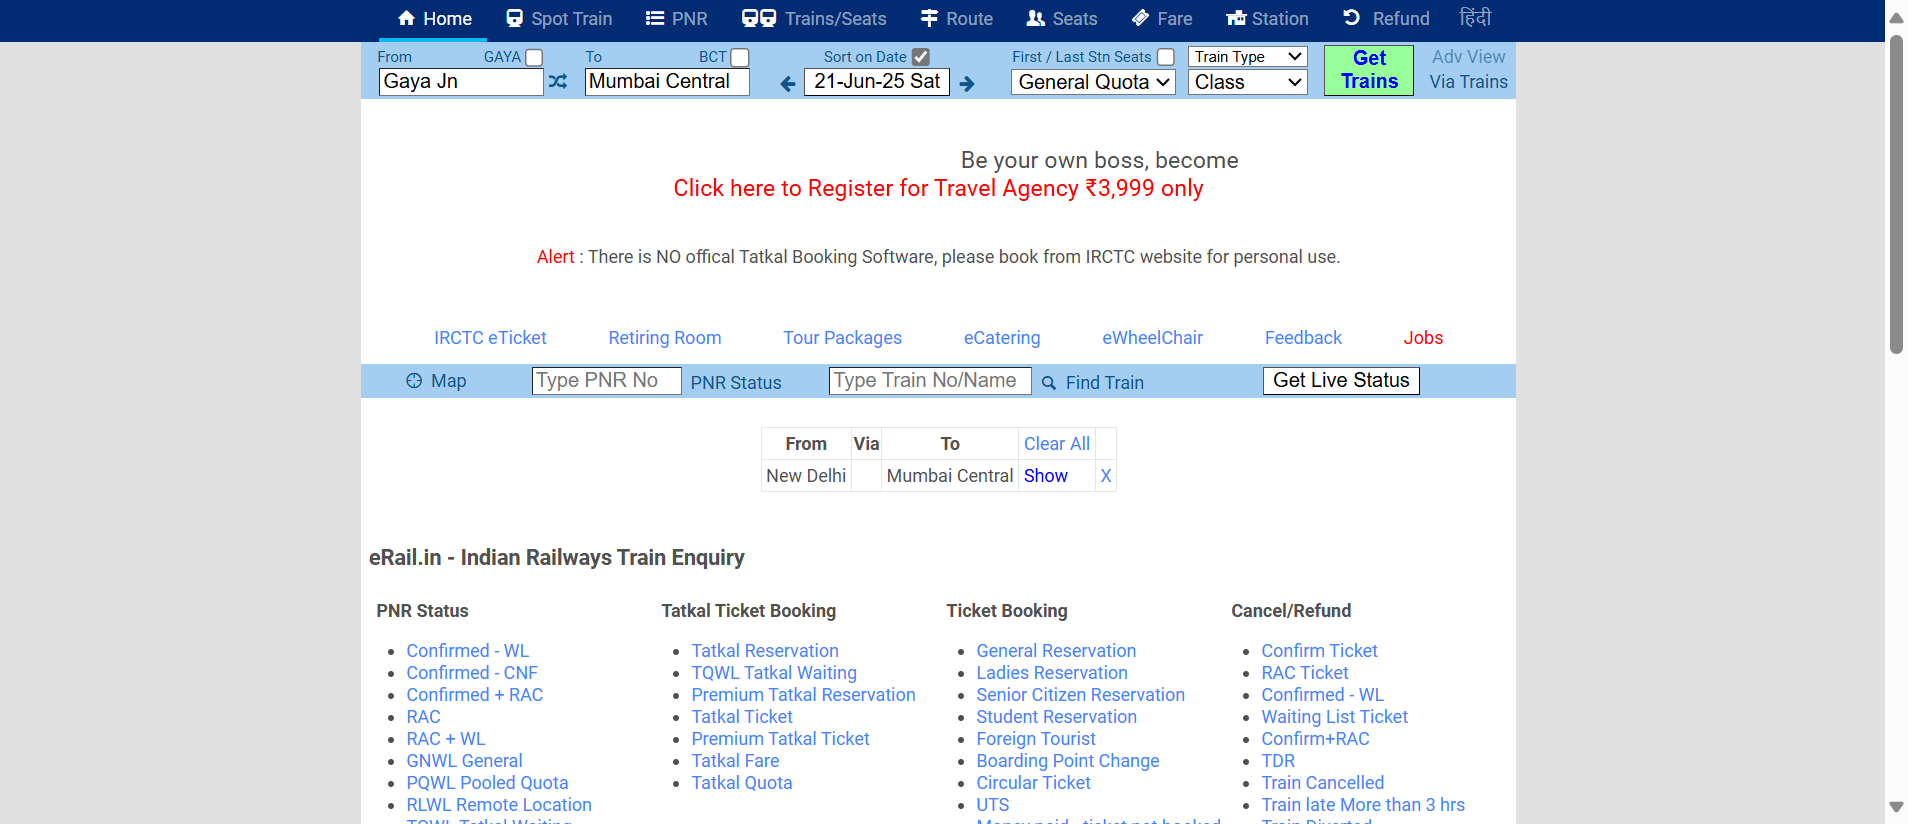 Home Spot Train PNR Trains/Seats Route Seats Fare Station Refund हिंदी
From GAYA To BCT Sort on Date First / Last Stn Seats Train Type Get Trains Adv View
Gaya Jn Mumbai Central 21-Jun-25 Sat General Quota Class Via Trains
Be your own boss, become
Click here to Register for Travel Agency ₹3,999 only
Alert : There is NO offical Tatkal Booking Software, please book from IRCTC website for personal use.
IRCTC eTicket Retiring Room Tour Packages eCatering eWheelChair Feedback Jobs
Map Type PNR No PNR Status Type Train No/Name Find Train Get Live Status
From Via To Clear All
New Delhi Mumbai Central Show X
eRail.in - Indian Railways Train Enquiry
PNR Status
Confirmed - WL
Confirmed - CNF
Confirmed + RAC
RAC
RAC + WL
GNWL General
PQWL Pooled Quota
RLWL Remote Location
TQWL Tatkal Waiting
Tatkal Ticket Booking
Tatkal Reservation
TQWL Tatkal Waiting
Premium Tatkal Reservation
Tatkal Ticket
Premium Tatkal Ticket
Tatkal Fare
Tatkal Quota
Ticket Booking
General Reservation
Ladies Reservation
Senior Citizen Reservation
Student Reservation
Foreign Tourist
Boarding Point Change
Circular Ticket
UTS
Money paid - ticket not booked
Cancel/Refund
Confirm Ticket
RAC Ticket
Confirmed - WL
Waiting List Ticket
Confirm+RAC
TDR
Train Cancelled
Train late More than 3 hrs
Train Diverted